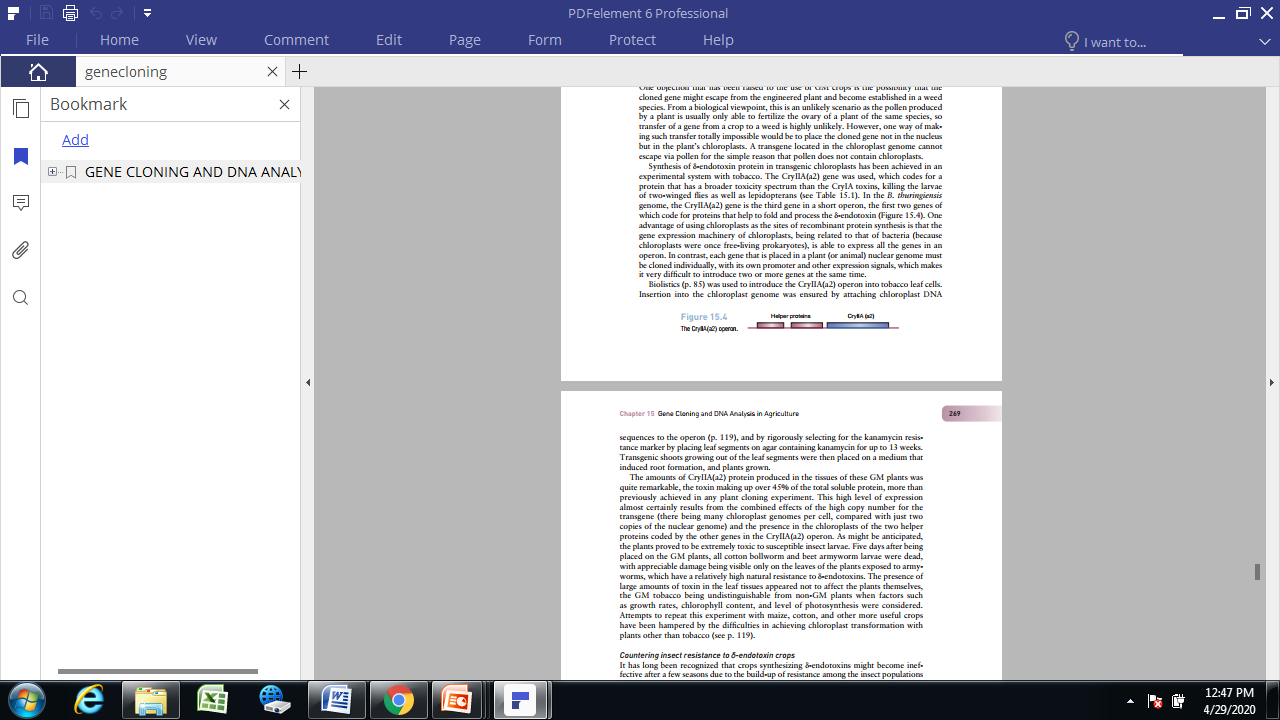 PDFelement 6 Professional
File Home View Comment Edit Page Form Protect Help I want to...
genecloning
Bookmark
Add
GENE CLONING AND DNA ANALY
One objection that has been raised to the use of GM crops is the possibility that the
cloned gene might escape from the engineered plant and become established in a weed
species. From a biological viewpoint, this is an unlikely scenario as the pollen produced
by a plant is usually only able to fertilize the ovary of a plant of the same species, so
transfer of a gene from a crop to a weed is highly unlikely. However, one way of mak-
ing such transfer totally impossible would be to place the cloned gene not in the nucleus
but in the plant's chloroplasts. A transgene located in the chloroplast genome cannot
escape via pollen for the simple reason that pollen does not contain chloroplasts.
Synthesis of δ-endotoxin protein in transgenic chloroplasts has been achieved in an
experimental system with tobacco. The CryIIA(a2) gene was used, which codes for a
protein that has a broader toxicity spectrum than the CryIA toxins, killing the larvae
of two-winged flies as well as lepidopterans (see Table 15.1). In the B. thuringiensis
genome, the CryIIA(a2) gene is the third gene in a short operon, the first two genes of
which code for proteins that help to fold and process the δ-endotoxin (Figure 15.4). One
advantage of using chloroplasts as the sites of recombinant protein synthesis is that the
gene expression machinery of chloroplasts, being related to that of bacteria (because
chloroplasts were once free-living prokaryotes), is able to express all the genes in an
operon. In contrast, each gene that is placed in a plant (or animal) nuclear genome must
be cloned individually, with its own promoter and other expression signals, which makes
it very difficult to introduce two or more genes at the same time.
Biolistics (p. 85) was used to introduce the CryIIA(a2) operon into tobacco leaf cells.
Insertion into the chloroplast genome was ensured by attaching chloroplast DNA
Figure 15.4
The CryIIA(a2) operon.
Helper proteins CryIIA (a2)
Chapter 15 Gene Cloning and DNA Analysis in Agriculture 269
sequences to the operon (p. 119), and by rigorously selecting for the kanamycin resis-
tance marker by placing leaf segments on agar containing kanamycin for up to 13 weeks.
Transgenic shoots growing out of the leaf segments were then placed on a medium that
induced root formation, and plants grown.
The amounts of CryIIA(a2) protein produced in the tissues of these GM plants was
quite remarkable, the toxin making up over 45% of the total soluble protein, more than
previously achieved in any plant cloning experiment. This high level of expression
almost certainly results from the combined effects of the high copy number for the
transgene (there being many chloroplast genomes per cell, compared with just two
copies of the nuclear genome) and the presence in the chloroplasts of the two helper
proteins coded by the other genes in the CryIIA(a2) operon. As might be anticipated,
the plants proved to be extremely toxic to susceptible insect larvae. Five days after being
placed on the GM plants, all cotton bollworm and beet armyworm larvae were dead,
with appreciable damage being visible only on the leaves of the plants exposed to army-
worms, which have a relatively high natural resistance to δ-endotoxins. The presence of
large amounts of toxin in the leaf tissues appeared not to affect the plants themselves,
the GM tobacco being undistinguishable from non-GM plants when factors such
as growth rates, chlorophyll content, and level of photosynthesis were considered.
Attempts to repeat this experiment with maize, cotton, and other more useful crops
have been hampered by the difficulties in achieving chloroplast transformation with
plants other than tobacco (see p. 119).
Countering insect resistance to δ-endotoxin crops
It has long been recognized that crops synthesizing δ-endotoxins might become inef-
fective after a few seasons due to the build-up of resistance among the insect populations
12:47 PM
4/29/2020